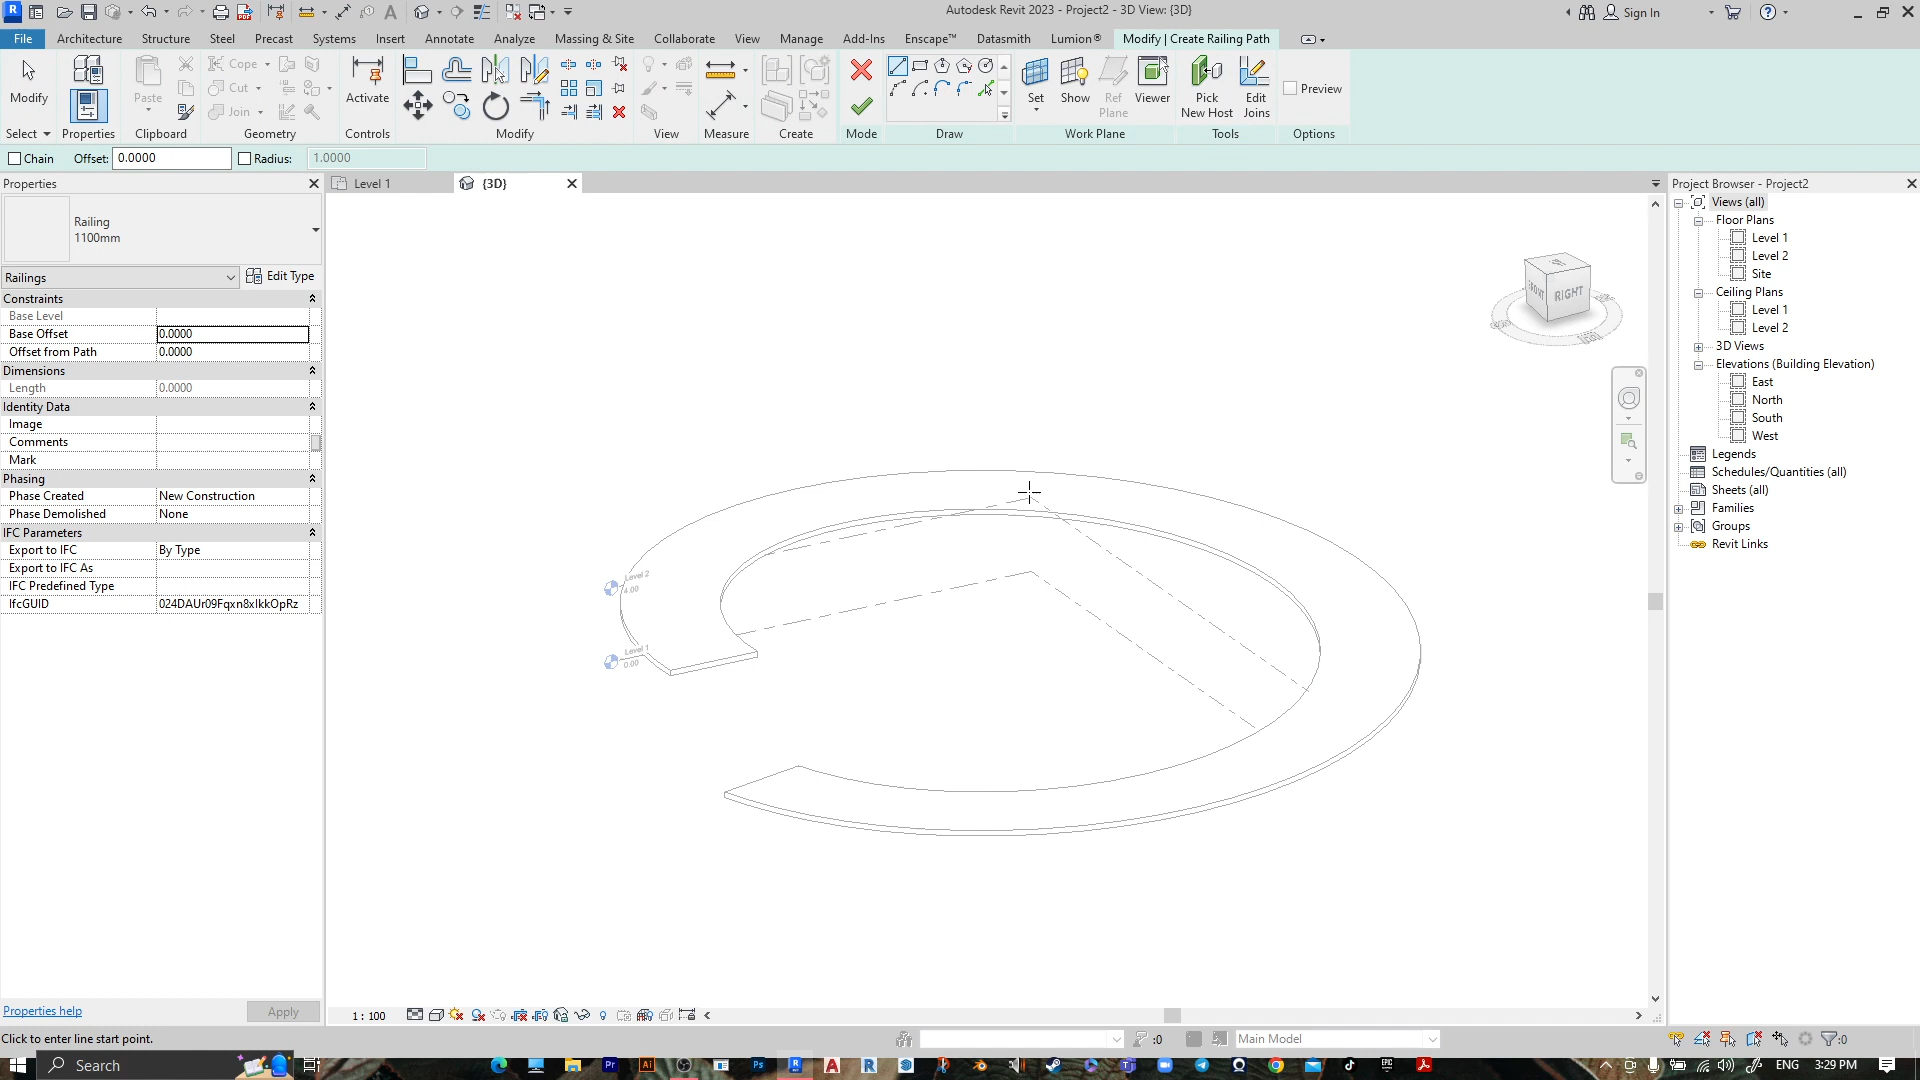 Autodesk Revit 2023 - Project2 - 3D View: {3D}
Sign In
File Architecture Structure Steel Precast Systems Insert Annotate Analyze Massing & Site Collaborate View Manage Add-Ins Enscape™ Datasmith Lumion® Modify | Create Railing Path
Modify
Paste
Cope
Cut
Join
Activate
Set
Show
Ref Plane
Viewer
Pick New Host
Edit Joins
Preview
Select Properties Clipboard Geometry Controls Modify View Measure Create Mode Draw Work Plane Tools Options
Chain Offset: 0.0000 Radius: 1.0000
Properties
Railing
1100mm
Railings Edit Type
Constraints
Base Level
Base Offset 0.0000
Offset from Path 0.0000
Dimensions
Length 0.0000
Identity Data
Image
Comments
Mark
Phasing
Phase Created New Construction
Phase Demolished None
IFC Parameters
Export to IFC By Type
Export to IFC As
IFC Predefined Type
IfcGUID 024DAUr09Fqxn8xIkkOpRz
Properties help Apply
Level 1 {3D}
FRONT RIGHT
Level 2
4.00
Level 1
0.00
Project Browser - Project2
Views (all)
Floor Plans
Level 1
Level 2
Site
Ceiling Plans
Level 1
Level 2
3D Views
Elevations (Building Elevation)
East
North
South
West
Legends
Schedules/Quantities (all)
Sheets (all)
Families
Groups
Revit Links
1 : 100
Click to enter line start point.
:0
Main Model
:0
Search
ENG 3:29 PM